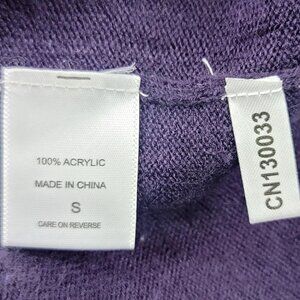 100% ACRYLIC
MADE IN CHINA
S
CARE ON REVERSE
CN130033